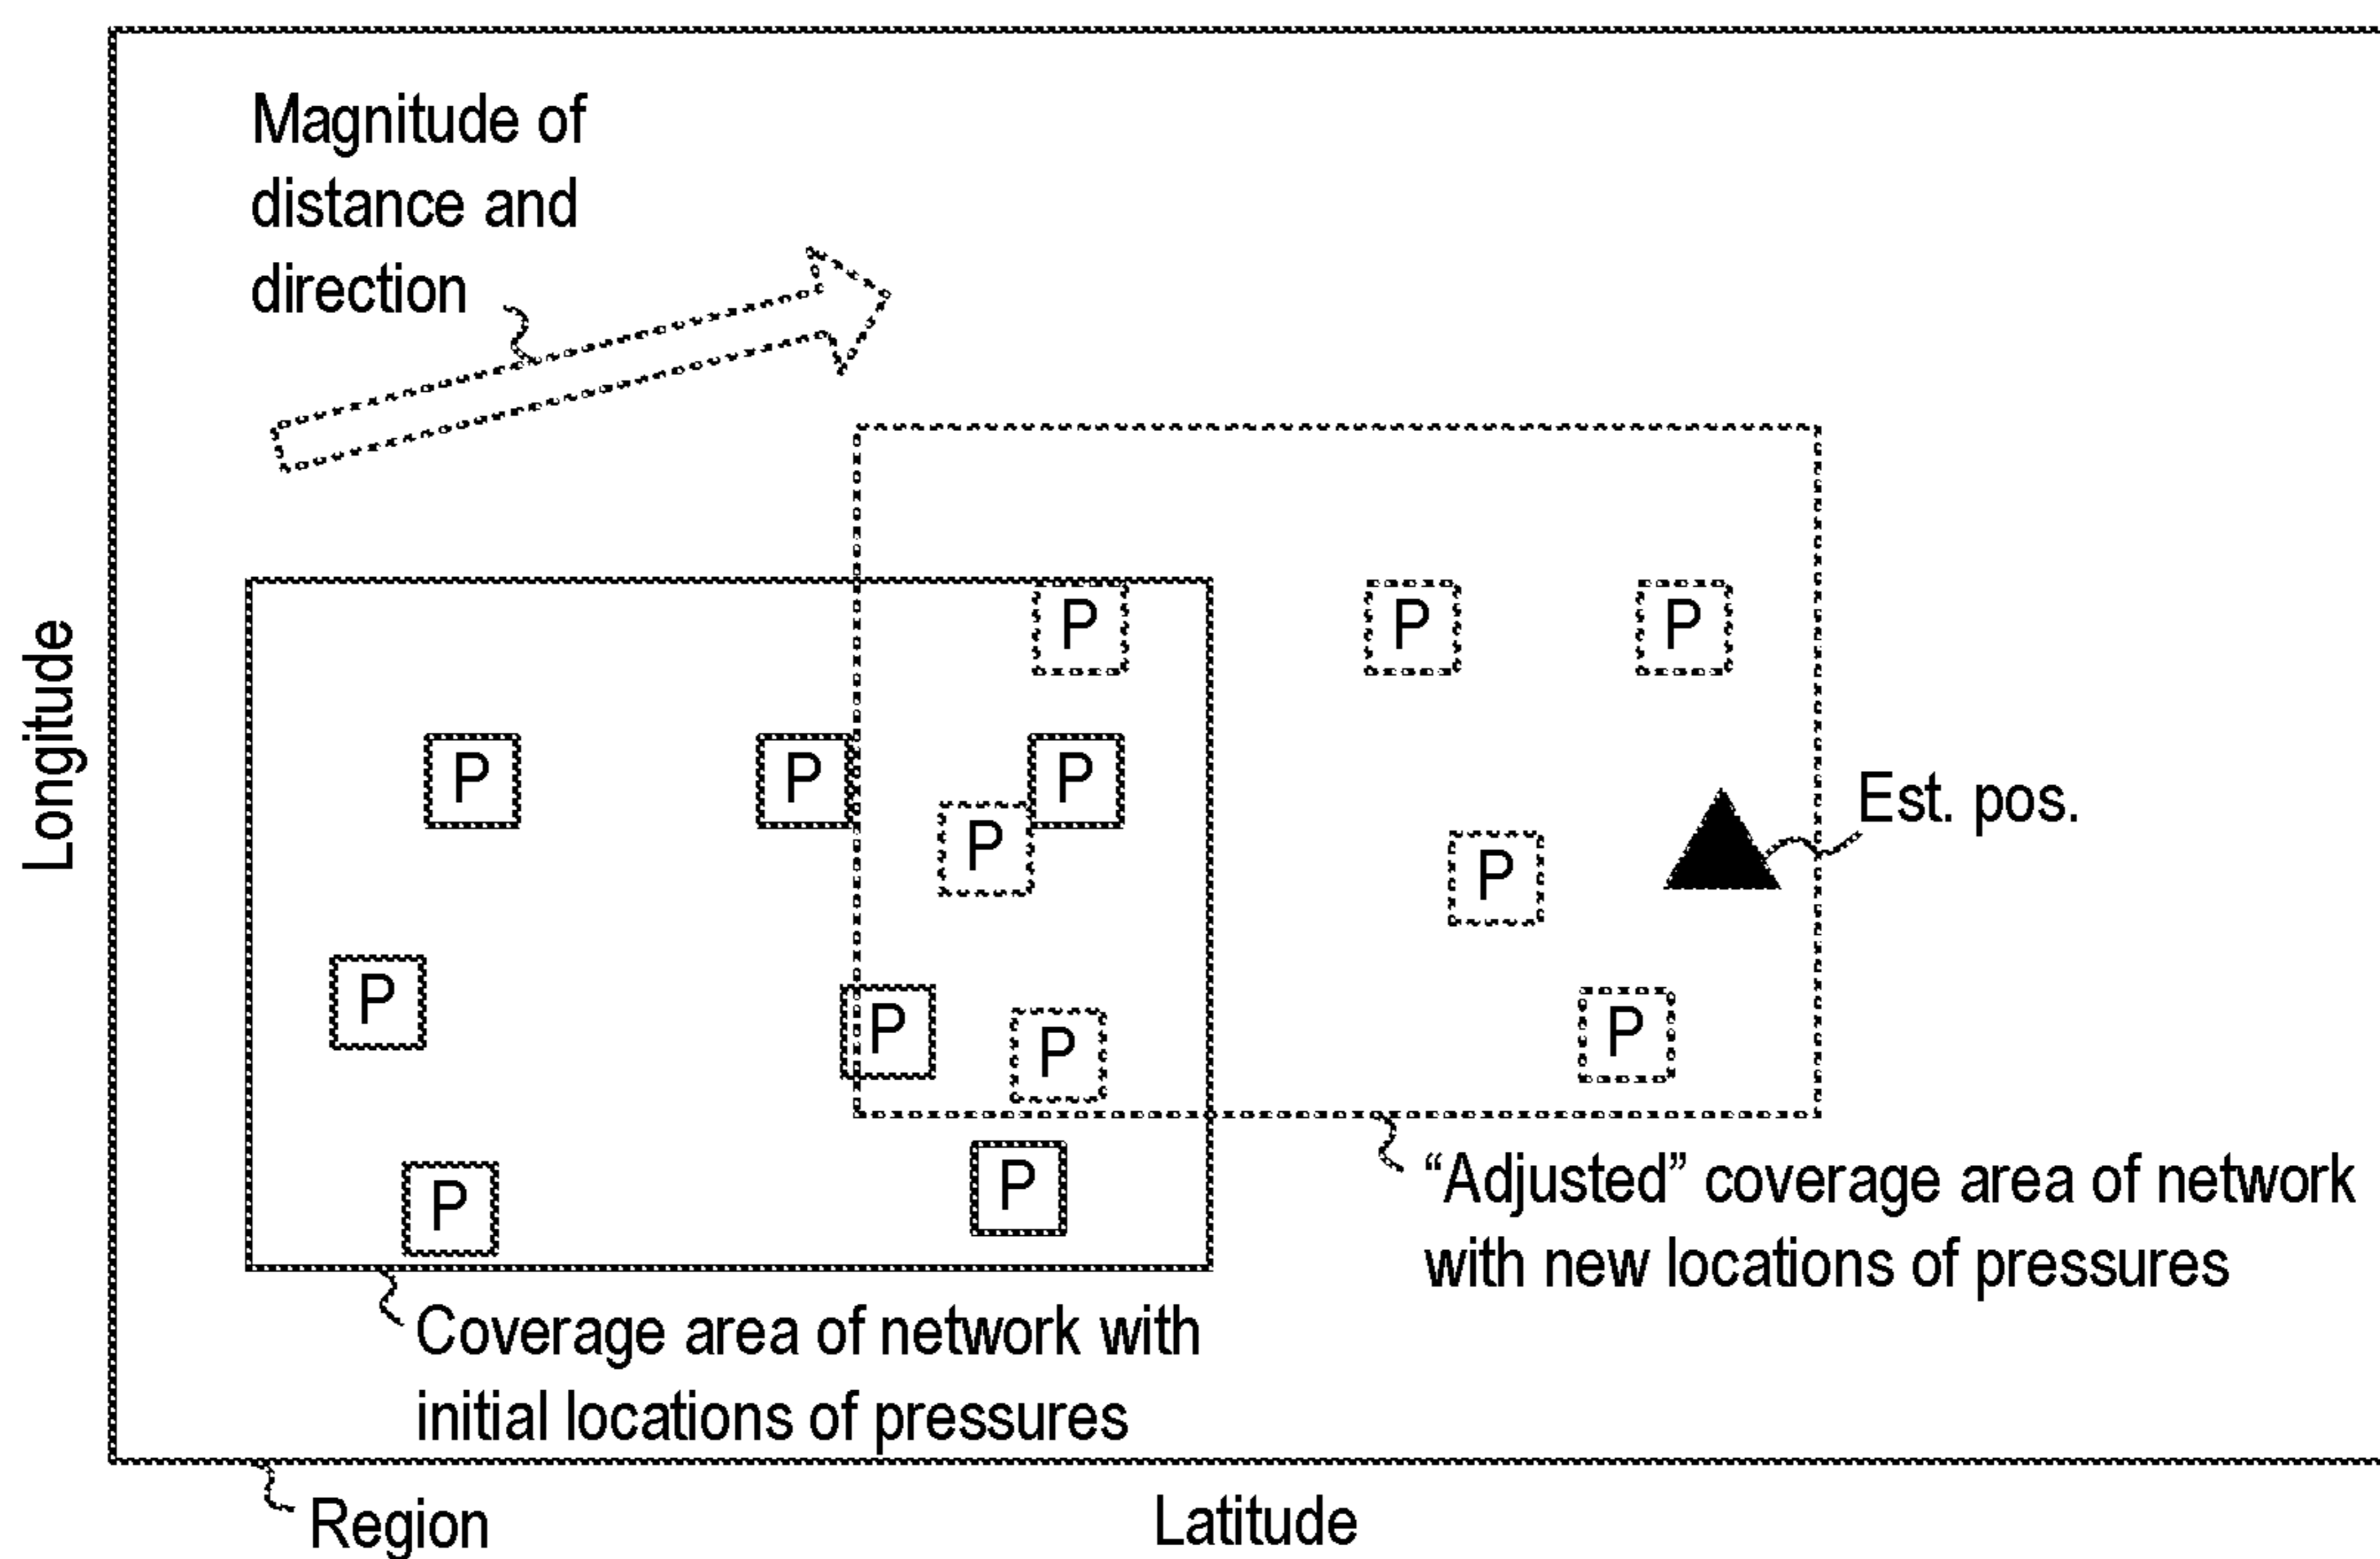 Magnitude of
distance and
direction
P
P
P
P
P
P
P
Est. pos.
P
P
P
P
P
P
P
Longitude
“Adjusted” coverage area of network
with new locations of pressures
Coverage area of network with
initial locations of pressures
Region
Latitude